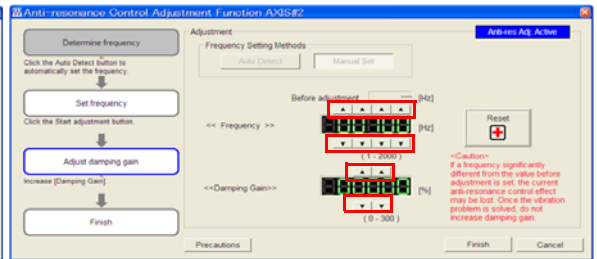 Anti-resonance Control Adjustment Function AXIS#2
Determine frequency
Click the Auto Detect button to
automatically set the frequency.
Set frequency
Click the Start adjustment button.
Adjust damping gain
Increase [Damping Gain]
Finish
Adjustment
Anti-res Adj. Active
Frequency Setting Methods
Auto Detect
Manual Set
Before adjustment
---- [Hz]
<< Frequency >>
[Hz]
( 1 - 2000 )
<<Damping Gain>>
[%]
( 0 - 300 )
Reset
<Caution>
If a frequency significantly
different from the value before
adjustment is set, the current
anti-resonance control effect
may be lost. Once the vibration
problem is solved, do not
increase damping gain.
Precautions
Finish
Cancel